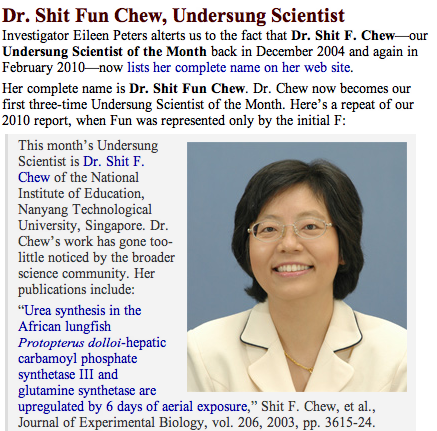 Dr. Shit Fun Chew, Undersung Scientist
Investigator Eileen Peters alterts us to the fact that Dr. Shit F. Chew—our
Undersung Scientist of the Month back in December 2004 and again in
February 2010—now lists her complete name on her web site.
Her complete name is Dr. Shit Fun Chew. Dr. Chew now becomes our
first three-time Undersung Scientist of the Month. Here's a repeat of our
2010 report, when Fun was represented only by the initial F:
This month's Undersung
Scientist is Dr. Shit F.
Chew of the National
Institute of Education,
Nanyang Technological
University, Singapore. Dr.
Chew's work has gone too-
little noticed by the broader
science community. Her
publications include:
“Urea synthesis in the
African lungfish
Protopterus dolloi-hepatic
carbamoyl phosphate
synthetase III and
glutamine synthetase are
upregulated by 6 days of aerial exposure,” Shit F. Chew, et al.,
Journal of Experimental Biology, vol. 206, 2003, pp. 3615-24.